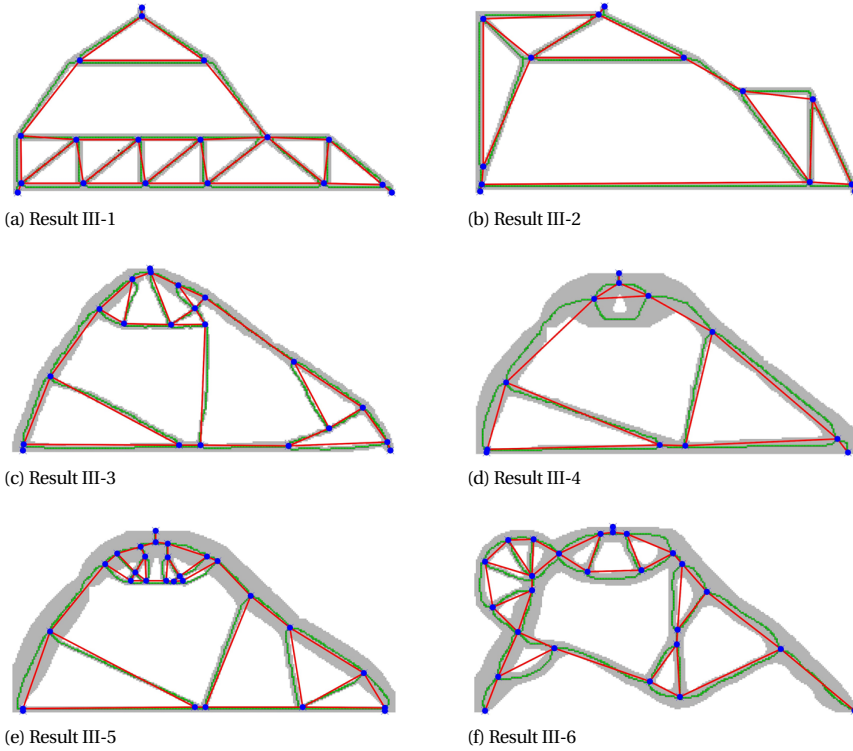 (a) Result III-1
(b) Result III-2
(c) Result III-3
(d) Result III-4
(e) Result III-5
(f) Result III-6